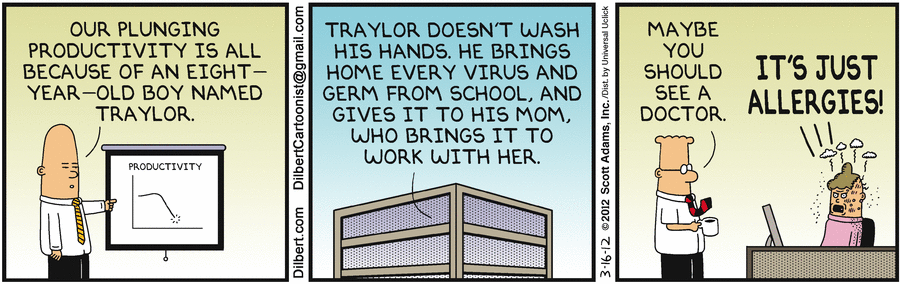 OUR PLUNGING
PRODUCTIVITY IS ALL
BECAUSE OF AN EIGHT-
YEAR-OLD BOY NAMED
TRAYLOR.
PRODUCTIVITY
Dilbert.com DilbertCartoonist@gmail.com
TRAYLOR DOESN'T WASH
HIS HANDS. HE BRINGS
HOME EVERY VIRUS AND
GERM FROM SCHOOL, AND
GIVES IT TO HIS MOM,
WHO BRINGS IT TO
WORK WITH HER.
3-16-12 © 2012 Scott Adams, Inc. /Dist. by Universal Uclick
MAYBE
YOU
SHOULD
SEE A
DOCTOR.
IT'S JUST
ALLERGIES!